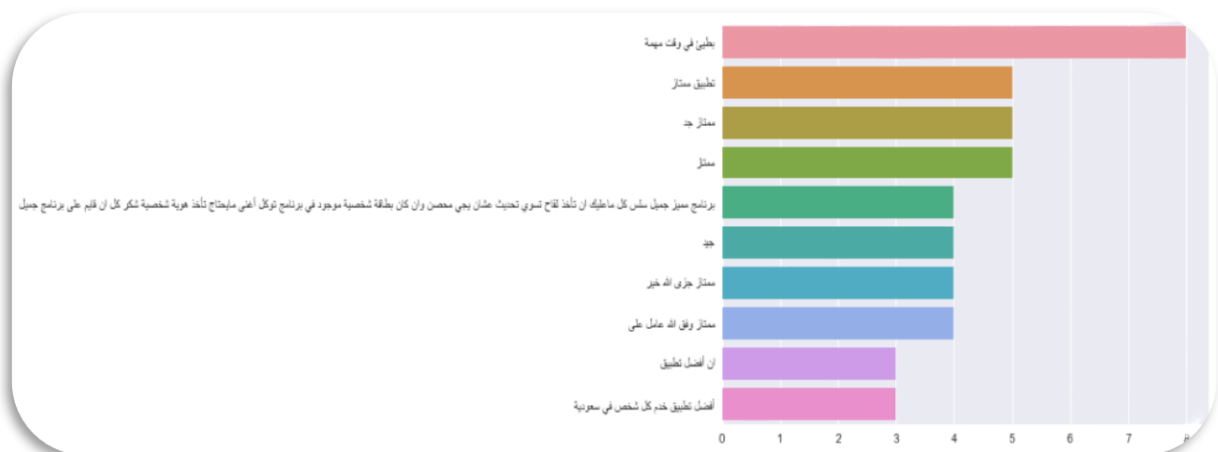 بطيئ في وقت مهمة
تطبيق ممتاز
ممتاز جد
ممتز
برنامج مميز جميل سلس كل ماعليك ان تأخذ لقاح تسوي تحديث عشان يجي محصن وان كان بطاقة شخصية موجود في برنامج توكل أغنى مايحتاج تأخذ هوية شخصية شكر كل ان قايم على برنامج جميل
جيد
ممتاز جزى الله خير
ممتاز وفق الله عامل على
ان أفضل تطبيق
أفضل تطبيق خدم كل شخص في سعودية
0 1 2 3 4 5 6 7 8